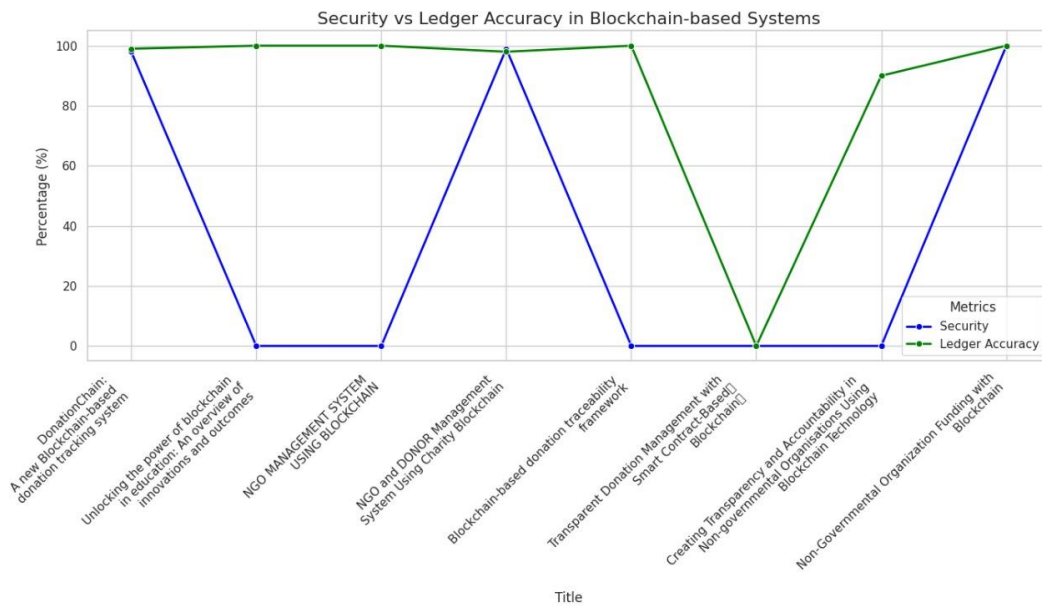 Security vs Ledger Accuracy in Blockchain-based Systems
Percentage (%)
100
80
60
40
20
0
Metrics
Security
Ledger Accuracy
DonationChain:
A new Blockchain-based
donation tracking system
Unlocking the power of blockchain
in education: An overview of
innovations and outcomes
NGO MANAGEMENT SYSTEM
USING BLOCKCHAIN
NGO and DONOR Management
System Using Charity Blockchain
Blockchain-based donation traceability
framework
Transparent Donation Management with
Smart Contract-Based▯
Blockchain▯
Creating Transparency and Accountability in
Non-governmental Organisations Using
Blockchain Technology
Non-Governmental Organization Funding with
Blockchain
Title